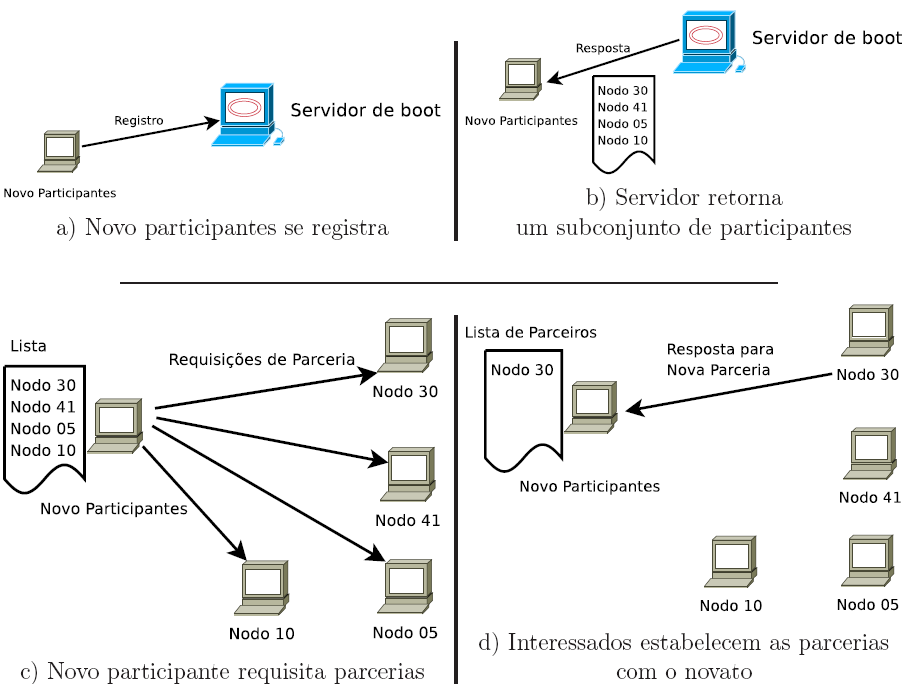 Registro
Servidor de boot
Novo Participantes
a) Novo participantes se registra
Resposta
Servidor de boot
Novo Participantes
Nodo 30
Nodo 41
Nodo 05
Nodo 10
b) Servidor retorna
um subconjunto de participantes
Lista
Nodo 30
Nodo 41
Nodo 05
Nodo 10
Novo Participantes
Requisições de Parceria
Nodo 30
Nodo 41
Nodo 10
Nodo 05
c) Novo participante requisita parcerias
Lista de Parceiros
Nodo 30
Novo Participantes
Resposta para
Nova Parceria
Nodo 30
Nodo 41
Nodo 10
Nodo 05
d) Interessados estabelecem as parcerias
com o novato